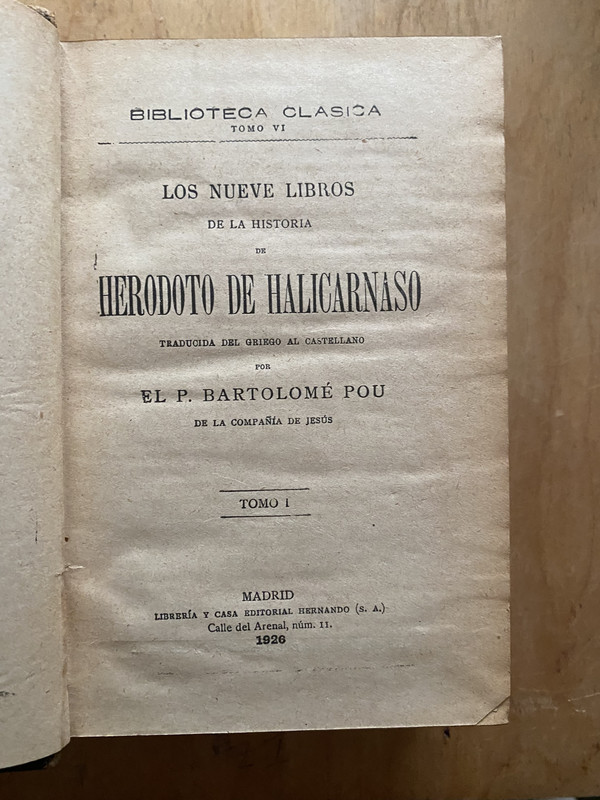 BIBLIOTECA CLASICA
TOMO VI
LOS NUEVE LIBROS
DE LA HISTORIA
DE
HERODOTO DE HALICARNASO
TRADUCIDA DEL GRIEGO AL CASTELLANO
POR
EL P. BARTOLOMÉ POU
DE LA COMPAÑÍA DE JESÚS
TOMO I
MADRID
LIBRERÍA Y CASA EDITORIAL HERNANDO (S. A.)
Calle del Arenal, núm. 11.
1926